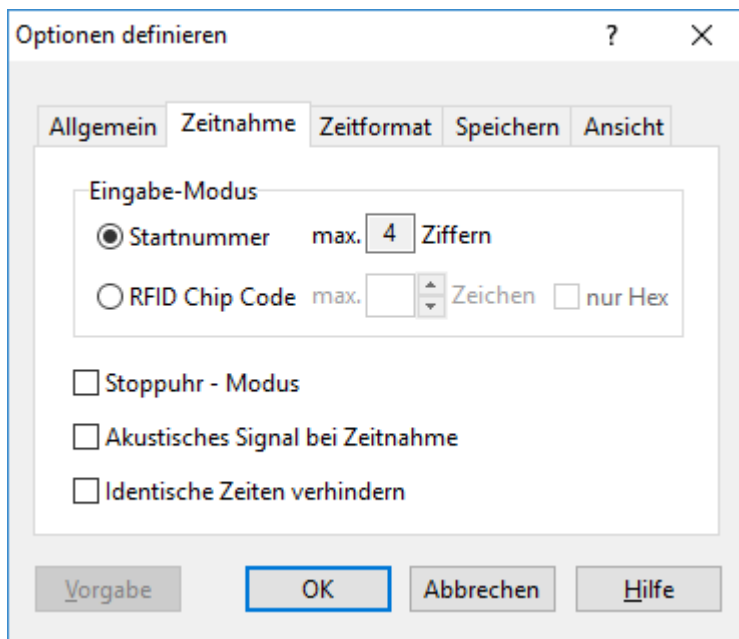 Optionen definieren ?
Allgemein Zeitnahme Zeitformat Speichern Ansicht
Eingabe-Modus
Startnummer max. 4 Ziffern
RFID Chip Code max. Zeichen nur Hex
Stoppuhr - Modus
Akustisches Signal bei Zeitnahme
Identische Zeiten verhindern
Vorgabe OK Abbrechen Hilfe